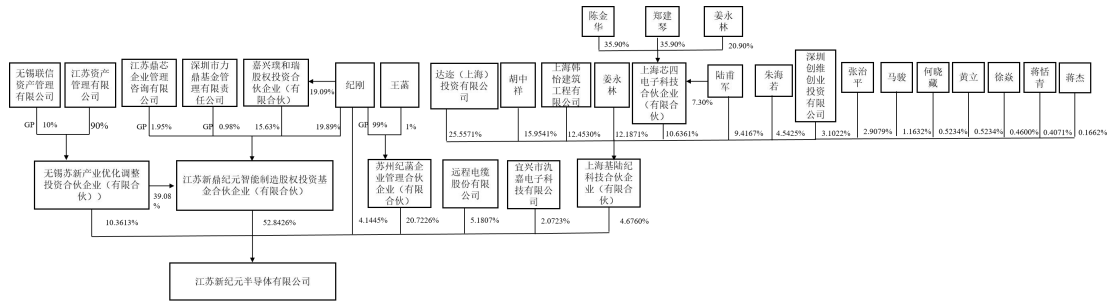 陈金
华
郑建
琴
姜永
林
35.90%
35.90%
20.90%
无锡联信
资产管理
有限公司
江苏资产
管理有限
公司
江苏鼎芯
企业管理
咨询有限
公司
深圳市力
鼎基金管
理有限责
任公司
嘉兴璞和瑞
股权投资合
伙企业（有
限合伙）
19.09%
纪刚
王菡
达迩（上海）
投资有限公
司
胡中
祥
上海韩
怡建筑
工程有
限公司
姜永
林
上海芯四
电子科技
合伙企业
（有限合
伙）
7.30%
陆甫
军
朱海
若
深圳
创维
创业
投资
有限
公司
张治
平
马骏
何晓
藏
黄立
徐焱
蒋恬
青
蒋杰
GP
10%
90%
GP
1.95%
GP
0.98%
15.63%
19.89%
GP
99%
1%
25.5571%
15.9541%
12.4530%
12.1871%
10.6361%
9.4167%
4.5425%
3.1022%
2.9079%
1.1632%
0.5234%
0.5234%
0.4600%
0.4071%
0.1662%
无锡苏新产业优化调整
投资合伙企业（有限合
伙））
39.08
%
江苏新鼎纪元智能制造股权投资基
金合伙企业（有限合伙）
苏州纪菡企
业管理合伙
企业（有限
合伙）
远程电缆
股份有限
公司
宜兴市氿
嘉电子科
技有限公
司
上海基陆纪
科技合伙企
业（有限合
伙）
10.3613%
52.8426%
4.1445%
20.7226%
5.1807%
2.0723%
4.6760%
江苏新纪元半导体有限公司